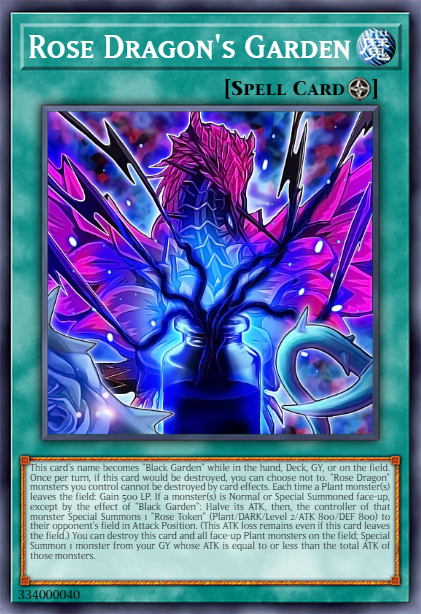 Rose Dragon's Garden
魔
[Spell Card]
This card's name becomes "Black Garden" while in the hand, Deck, GY, or on the field.
Once per turn, if this card would be destroyed, you can choose not to. "Rose Dragon"
monsters you control cannot be destroyed by card effects. Each time a Plant monster(s)
leaves the field: Gain 500 LP. If a monster(s) is Normal or Special Summoned face-up,
except by the effect of "Black Garden": Halve its ATK, then, the controller of that
monster Special Summons 1 "Rose Token" (Plant/DARK/Level 2/ATK 800/DEF 800) to
their opponent's field in Attack Position. (This ATK loss remains even if this card leaves
the field.) You can destroy this card and all face-up Plant monsters on the field; Special
Summon 1 monster from your GY whose ATK is equal to or less than the total ATK of
those monsters.
334000040